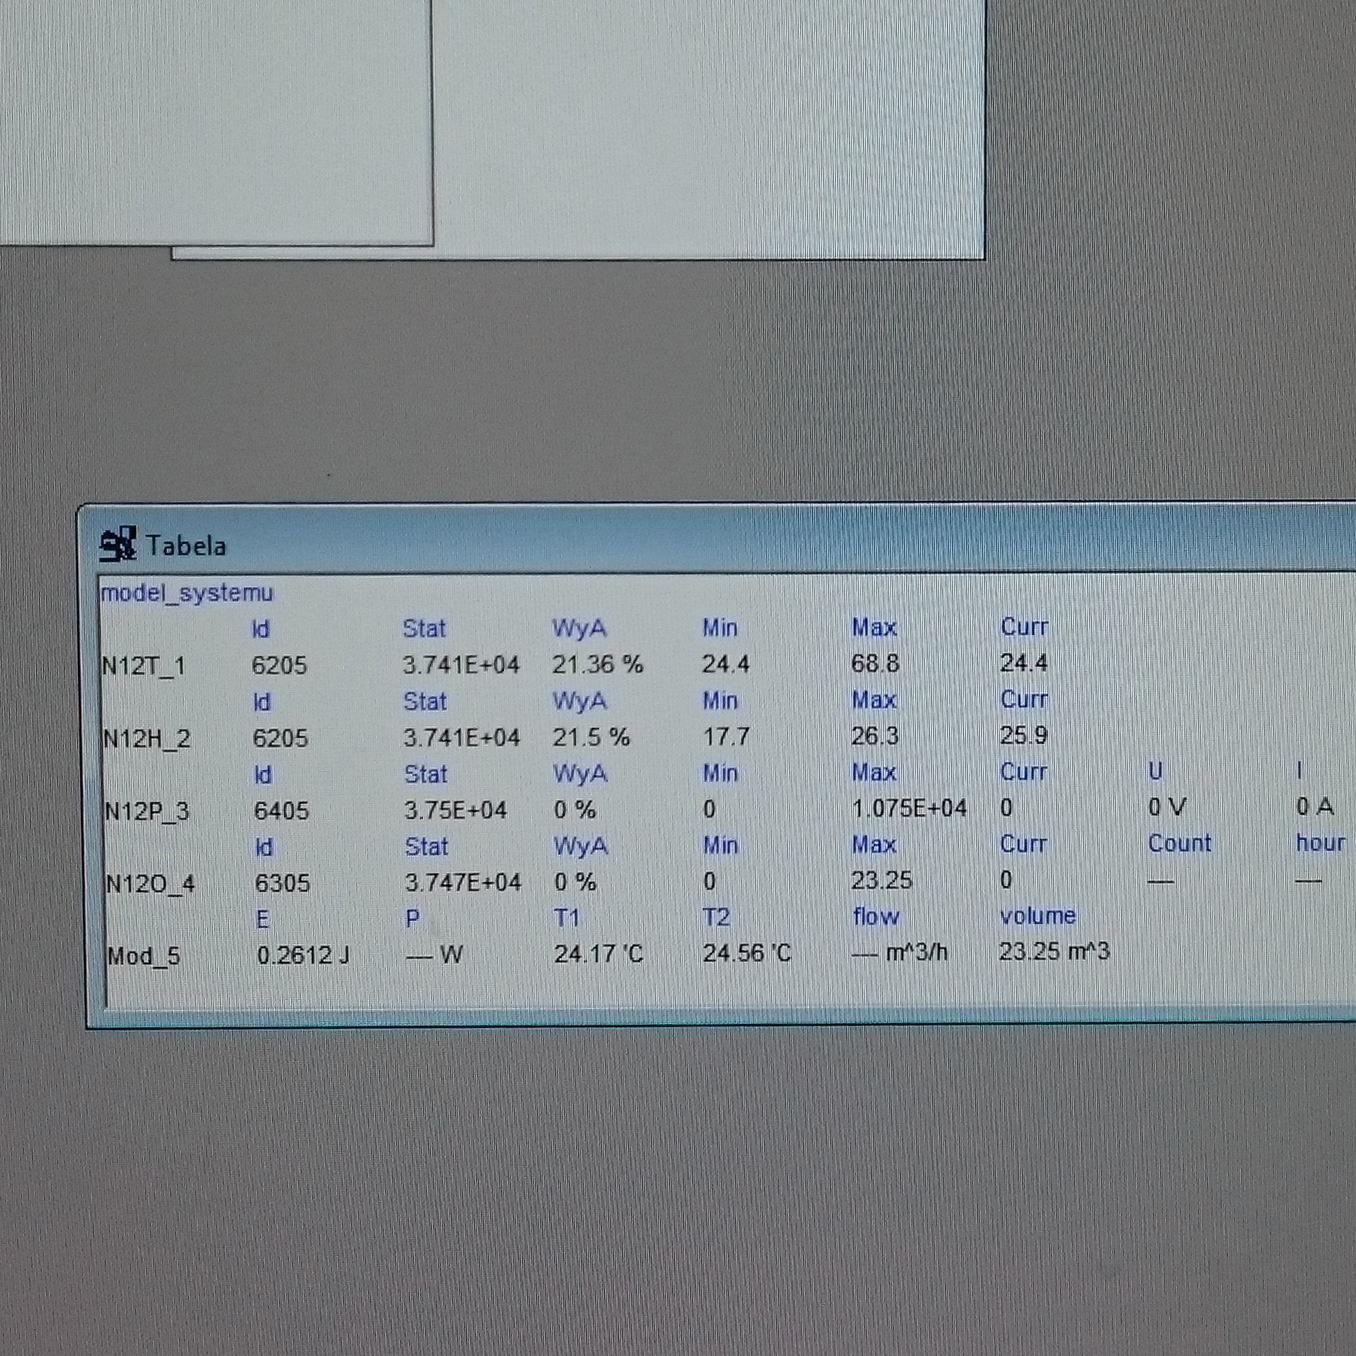 Tabela
model_systemu
Id Stat WyA Min Max Curr
N12T_1 6205 3.741E+04 21.36 % 24.4 68.8 24.4
Id Stat WyA Min Max Curr
N12H_2 6205 3.741E+04 21.5 % 17.7 26.3 25.9
Id Stat WyA Min Max Curr U I
N12P_3 6405 3.75E+04 0 % 0 1.075E+04 0 0 V 0 A
Id Stat WyA Min Max Curr Count hour
N12O_4 6305 3.747E+04 0 % 0 23.25 0 --- ---
E P T1 T2 flow volume
Mod_5 0.2612 J --- W 24.17 'C 24.56 'C --- m^3/h 23.25 m^3